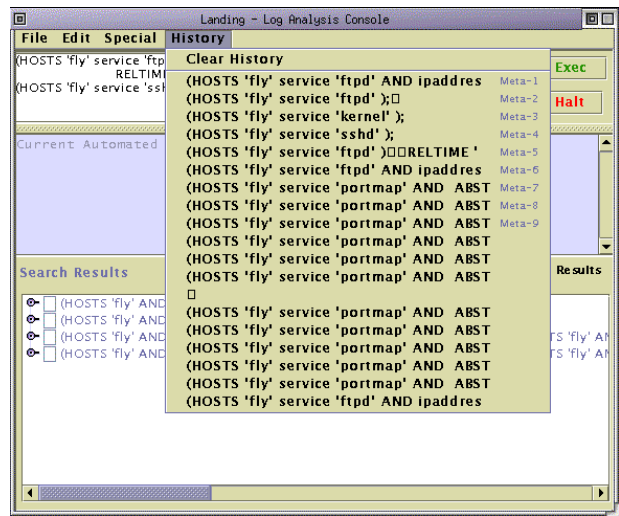 Landing - Log Analysis Console
File Edit Special History
(HOSTS 'fly' service 'ftp
RELTIM
(HOSTS 'fly' service 'ssh
Exec
Halt
Clear History
(HOSTS 'fly' service 'ftpd' AND ipaddres Meta-1
(HOSTS 'fly' service 'ftpd' );□ Meta-2
(HOSTS 'fly' service 'kernel' ); Meta-3
(HOSTS 'fly' service 'sshd' ); Meta-4
(HOSTS 'fly' service 'ftpd' )□□RELTIME ' Meta-5
(HOSTS 'fly' service 'ftpd' AND ipaddres Meta-6
(HOSTS 'fly' service 'portmap' AND ABST Meta-7
(HOSTS 'fly' service 'portmap' AND ABST Meta-8
(HOSTS 'fly' service 'portmap' AND ABST Meta-9
(HOSTS 'fly' service 'portmap' AND ABST
(HOSTS 'fly' service 'portmap' AND ABST
(HOSTS 'fly' service 'portmap' AND ABST
□
(HOSTS 'fly' service 'portmap' AND ABST
(HOSTS 'fly' service 'portmap' AND ABST
(HOSTS 'fly' service 'portmap' AND ABST
(HOSTS 'fly' service 'portmap' AND ABST
(HOSTS 'fly' service 'portmap' AND ABST
(HOSTS 'fly' service 'ftpd' AND ipaddres
Current Automated
Search Results
Results
(HOSTS 'fly' AND
(HOSTS 'fly' AND
(HOSTS 'fly' AND
TS 'fly' AN
(HOSTS 'fly' AND
TS 'fly' AN